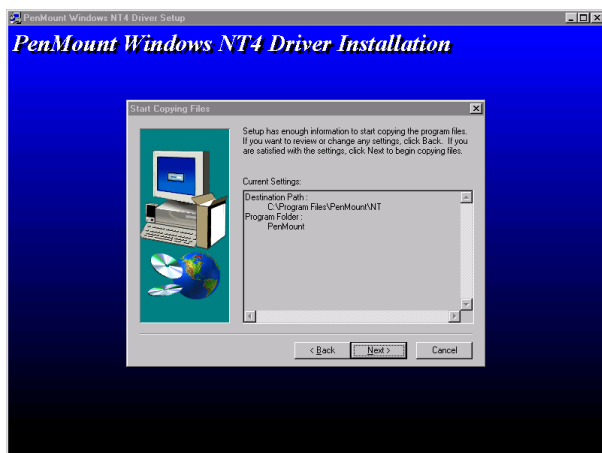 PenMount Windows NT4 Driver Setup
PenMount Windows NT4 Driver Installation
Start Copying Files
Setup has enough information to start copying the program files.
If you want to review or change any settings, click Back. If you
are satisfied with the settings, click Next to begin copying files.
Current Settings:
Destination Path :
C:\Program Files\PenMount\NT
Program Folder :
PenMount
< Back
Next >
Cancel